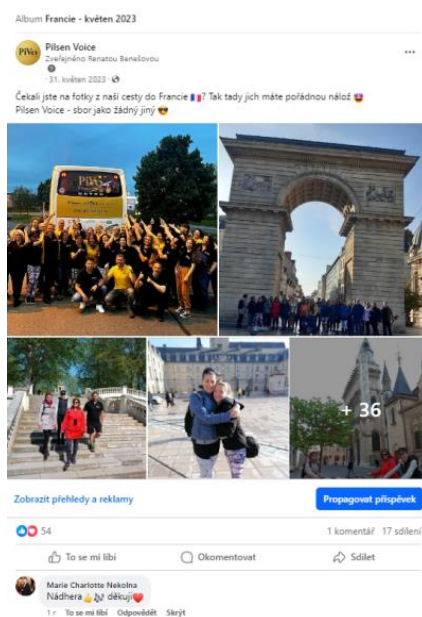 Album Francie - květen 2023
PiVo
Pilsen Voice
Zveřejněno Renatou Benešovou
31. květen 2023 ·
Čekali jste na fotky z naší cesty do Francie ? Tak tady jich máte pořádnou nálož
Pilsen Voice - sbor jako žádný jiný
+ 36
Zobrazit přehledy a reklamy
Propagovat příspěvek
54
1 komentář 17 sdílení
To se mi líbí
Okomentovat
Sdílet
Marie Charlotte Nekolna
Nádhera děkuji
1 r To se mi líbí Odpovědět Skrýt